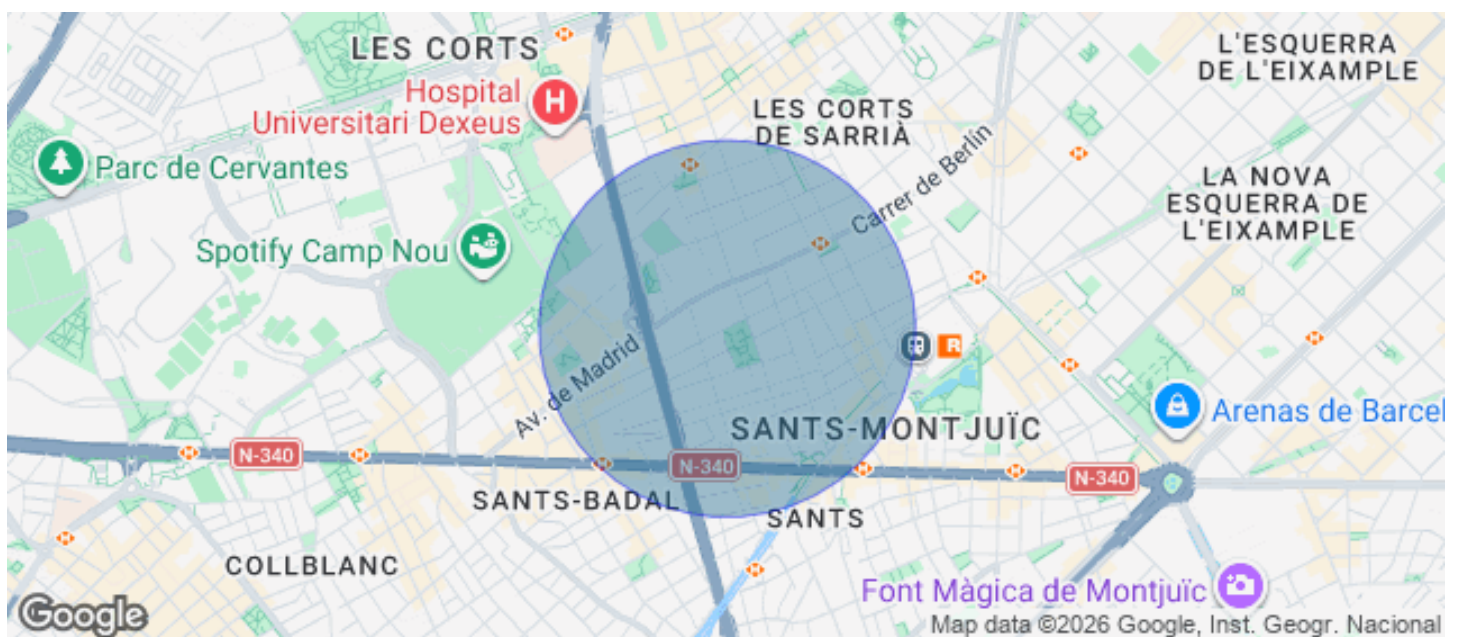 LES CORTS
Hospital
Universitari Dexeus
L'ESQUERRA
DE L'EIXAMPLE
LES CORTS
DE SARRIÀ
Parc de Cervantes
Carrer de Berlín
LA NOVA
ESQUERRA DE
L'EIXAMPLE
Spotify Camp Nou
Av. de Madrid
R
SANTS-MONTJUÏC
Arenas de Barcel
N-340
N-340
N-340
SANTS-BADAL
SANTS
COLLBLANC
Font Màgica de Montjuïc
Google
Map data ©2026 Google, Inst. Geogr. Nacional